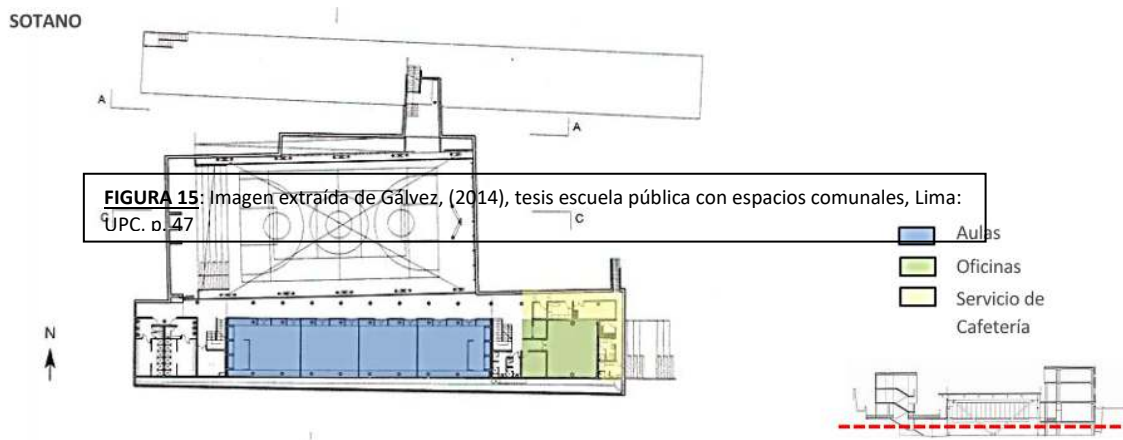 SOTANO
A
A
FIGURA 15: Imagen extraída de Gálvez, (2014), tesis escuela pública con espacios comunales, Lima:
UPC. p. 47
C
C
Aulas
Oficinas
Servicio de
Cafetería
N